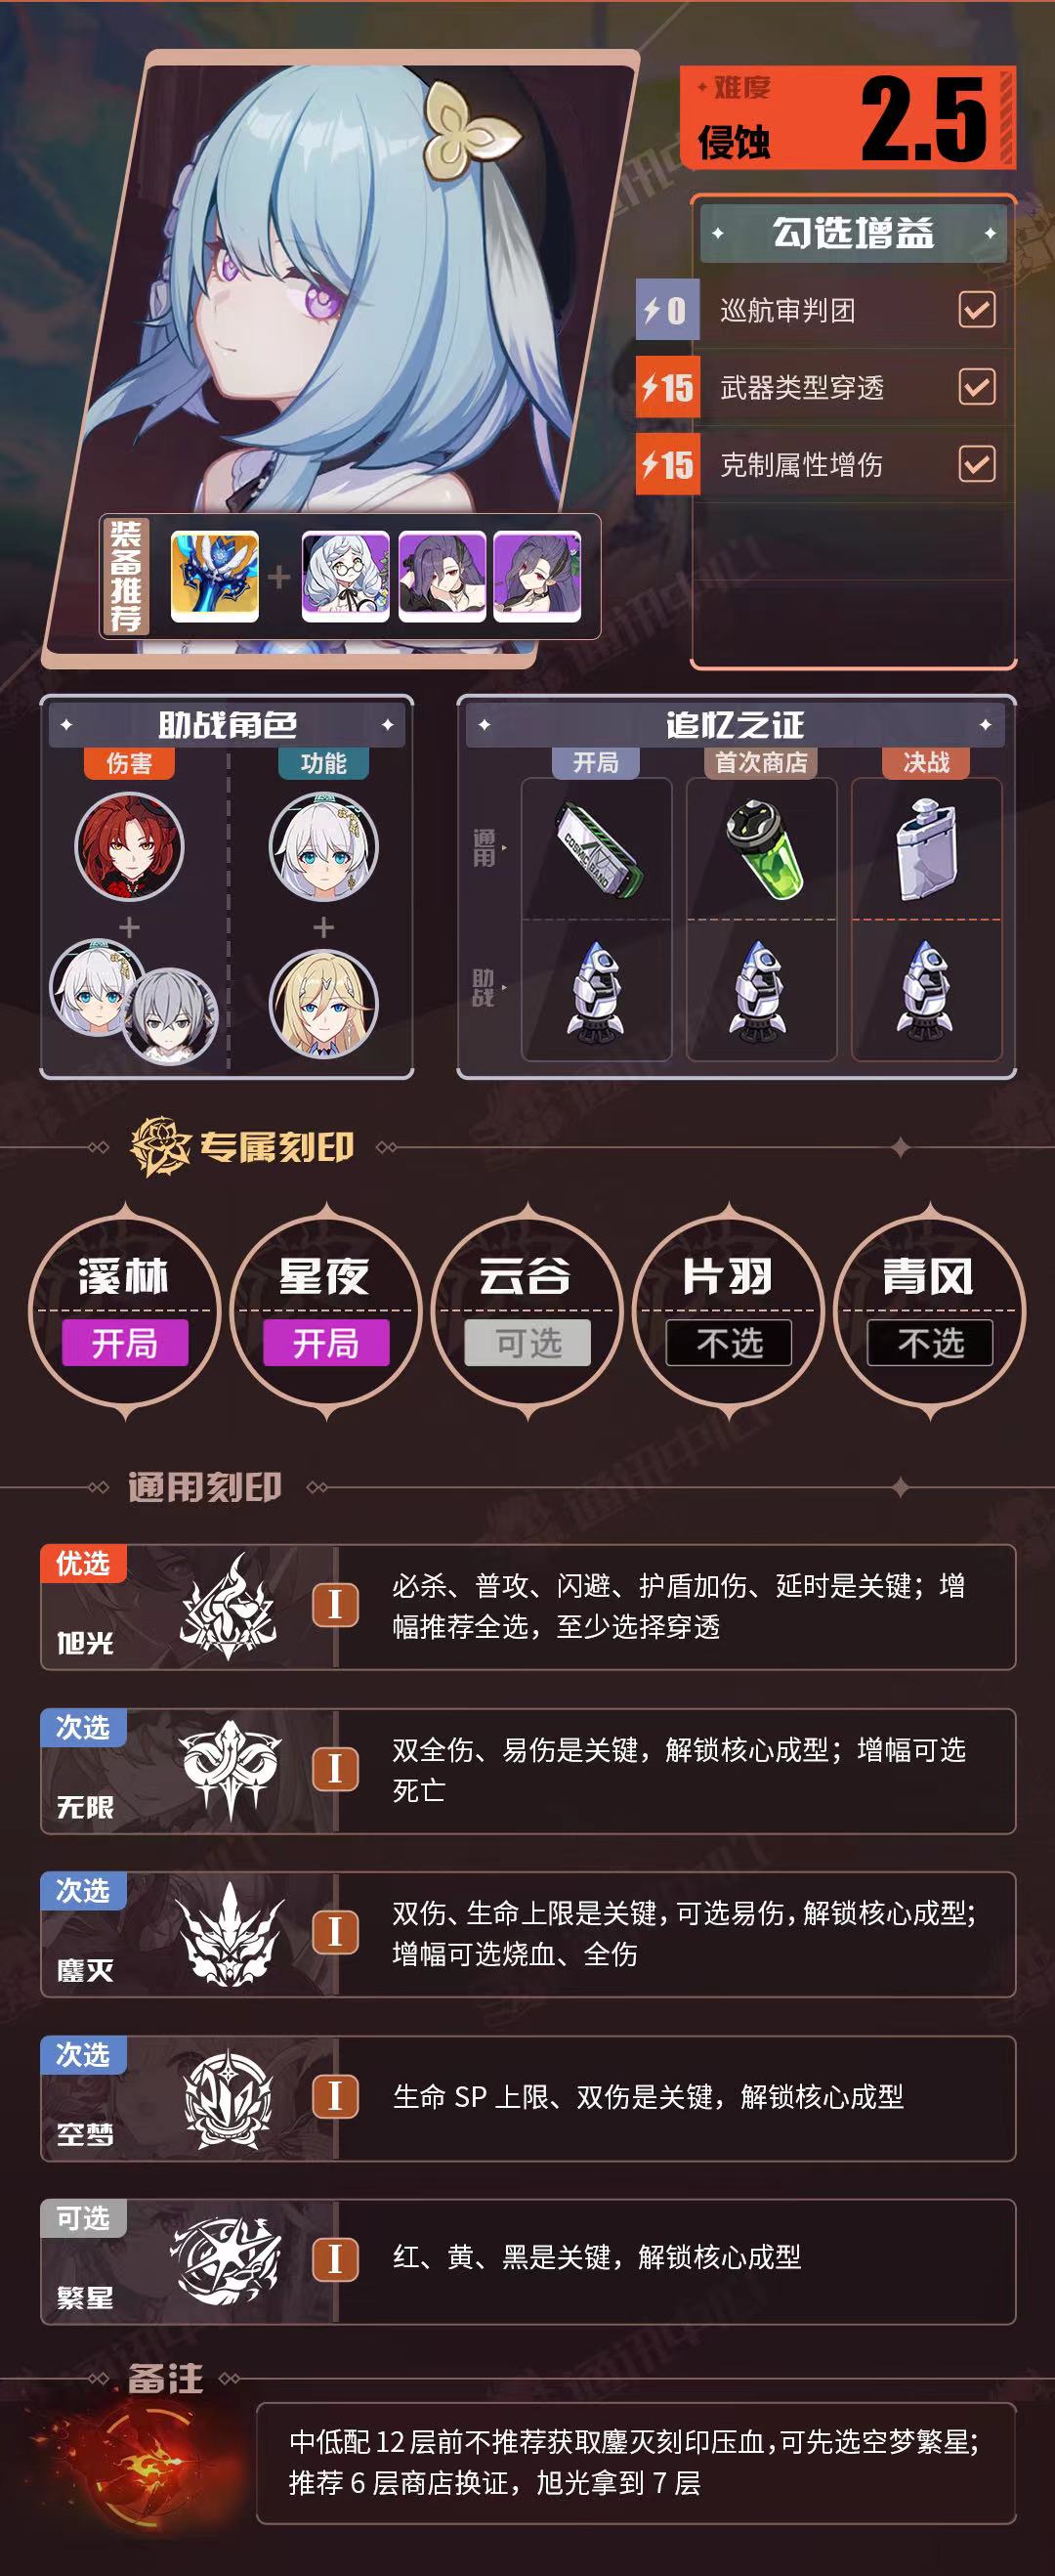 难度
侵蚀
2.5
勾选增益
0 巡航审判团
15 武器类型穿透
15 克制属性增伤
装备推荐
助战角色
伤害
功能
追忆之证
开局
首次商店
决战
通用
COSMIC BAND
助战
专属刻印
溪林
开局
星夜
开局
云谷
可选
片羽
不选
青风
不选
通用刻印
优选
旭光
I
必杀、普攻、闪避、护盾加伤、延时是关键；增
幅推荐全选，至少选择穿透
次选
无限
I
双全伤、易伤是关键，解锁核心成型；增幅可选
死亡
次选
鏖灭
I
双伤、生命上限是关键，可选易伤，解锁核心成型；
增幅可选烧血、全伤
次选
空梦
I
生命 SP 上限、双伤是关键，解锁核心成型
可选
繁星
I
红、黄、黑是关键，解锁核心成型
备注
中低配 12 层前不推荐获取鏖灭刻印压血，可先选空梦繁星；
推荐 6 层商店换证，旭光拿到 7 层